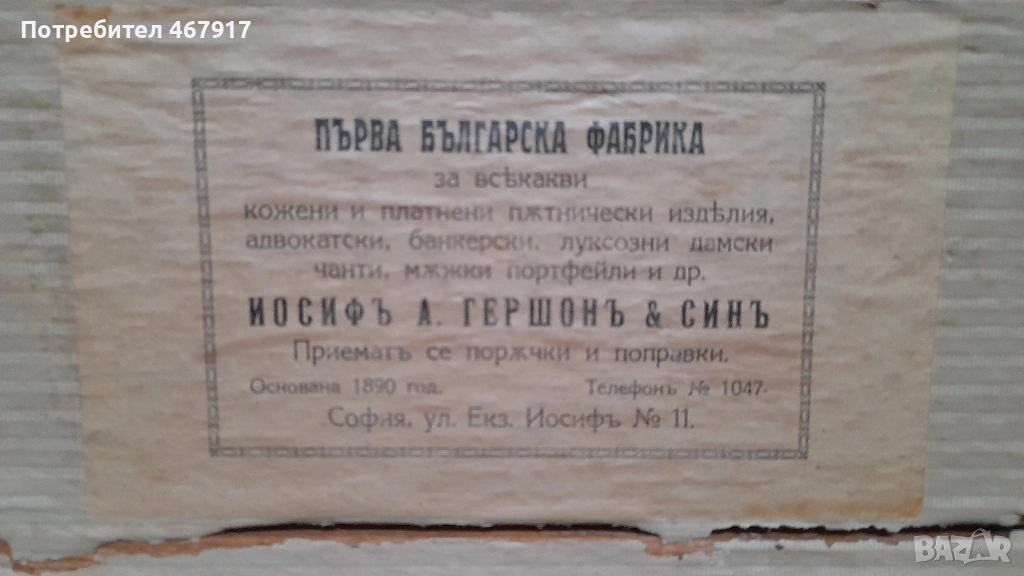 Потребител 467917
ПЪРВА БЪЛГАРСКА ФАБРИКА
за всѣкакви
кожени и платнени пѫтнически издѣлия,
адвокатски, банкерски, луксозни дамски
чанти, мѫжки портфейли и др.
ИОСИФЪ А. ГЕРШОНЪ & СИНЪ
Приематъ се порѫчки и поправки.
Основана 1890 год. Телефонъ № 1047.
София, ул. Екз. Иосифъ № 11.
BAZAR